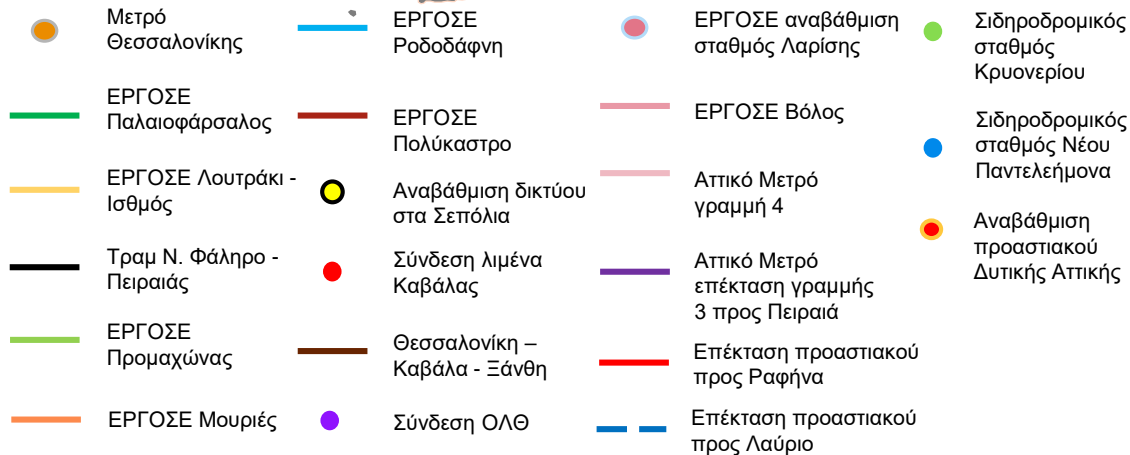 Μετρό
Θεσσαλονίκης
ΕΡΓΟΣΕ
Παλαιοφάρσαλος
ΕΡΓΟΣΕ Λουτράκι -
Ισθμός
Τραμ Ν. Φάληρο -
Πειραιάς
ΕΡΓΟΣΕ
Προμαχώνας
ΕΡΓΟΣΕ Μουριές
ΕΡΓΟΣΕ
Ροδοδάφνη
ΕΡΓΟΣΕ
Πολύκαστρο
Αναβάθμιση δικτύου
στα Σεπόλια
Σύνδεση λιμένα
Καβάλας
Θεσσαλονίκη –
Καβάλα - Ξάνθη
Σύνδεση ΟΛΘ
ΕΡΓΟΣΕ αναβάθμιση
σταθμός Λαρίσης
ΕΡΓΟΣΕ Βόλος
Αττικό Μετρό
γραμμή 4
Αττικό Μετρό
επέκταση γραμμής
3 προς Πειραιά
Επέκταση προαστιακού
προς Ραφήνα
Επέκταση προαστιακού
προς Λαύριο
Σιδηροδρομικός
σταθμός
Κρυονερίου
Σιδηροδρομικός
σταθμός Νέου
Παντελεήμονα
Αναβάθμιση
προαστιακού
Δυτικής Αττικής